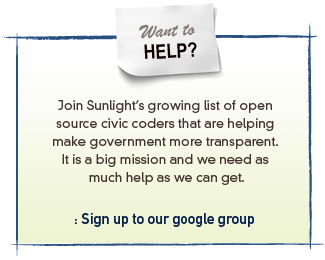 Want to
HELP?
Join Sunlight's growing list of open
source civic coders that are helping
make government more transparent.
It is a big mission and we need as
much help as we can get.
: Sign up to our google group